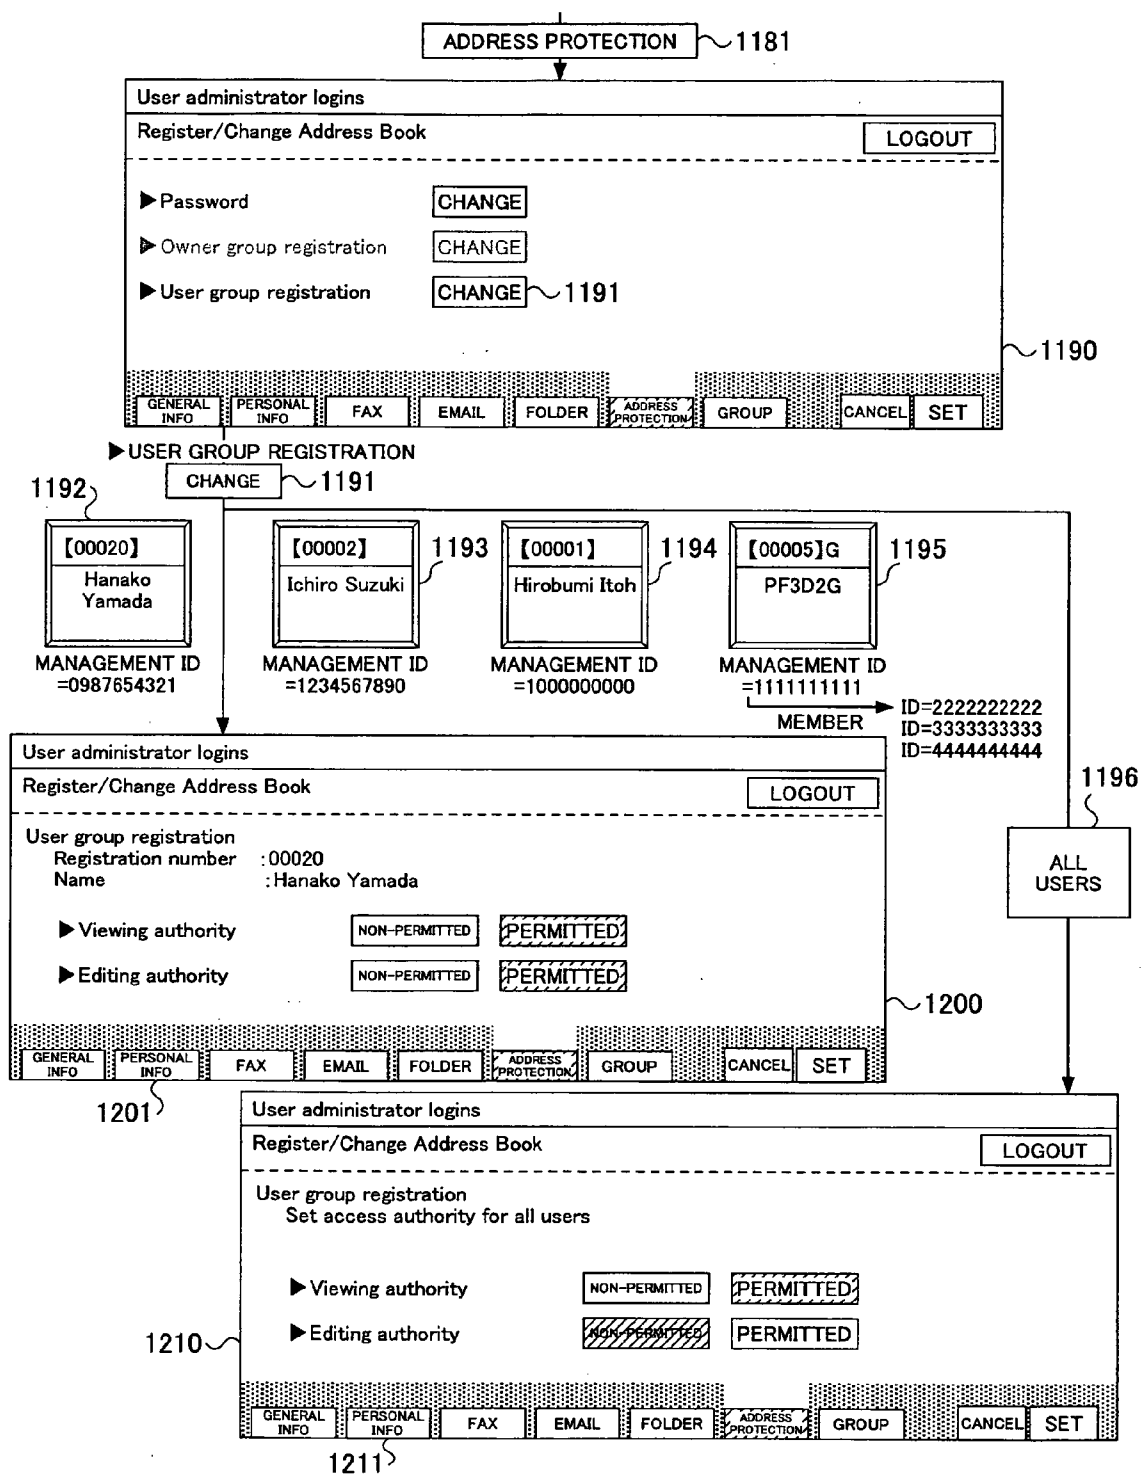 ADDRESS PROTECTION 1181
User administrator logins
Register/Change Address Book LOGOUT
▶Password CHANGE
▶Owner group registration CHANGE
▶User group registration CHANGE 1191
1190
GENERAL INFO PERSONAL INFO FAX EMAIL FOLDER ADDRESS PROTECTION GROUP CANCEL SET
▶USER GROUP REGISTRATION
CHANGE 1191
1192
【00020】
Hanako
Yamada
MANAGEMENT ID
=0987654321
【00002】 1193
Ichiro Suzuki
MANAGEMENT ID
=1234567890
【00001】 1194
Hirobumi Itoh
MANAGEMENT ID
=1000000000
【00005】G 1195
PF3D2G
MANAGEMENT ID
=1111111111
MEMBER
ID=2222222222
ID=3333333333
ID=4444444444
1196
ALL
USERS
User administrator logins
Register/Change Address Book LOGOUT
User group registration
Registration number :00020
Name :Hanako Yamada
▶Viewing authority NON-PERMITTED PERMITTED
▶Editing authority NON-PERMITTED PERMITTED
1200
GENERAL INFO PERSONAL INFO FAX EMAIL FOLDER ADDRESS PROTECTION GROUP CANCEL SET
1201
User administrator logins
Register/Change Address Book LOGOUT
User group registration
Set access authority for all users
▶Viewing authority NON-PERMITTED PERMITTED
▶Editing authority NON-PERMITTED PERMITTED
1210
GENERAL INFO PERSONAL INFO FAX EMAIL FOLDER ADDRESS PROTECTION GROUP CANCEL SET
1211